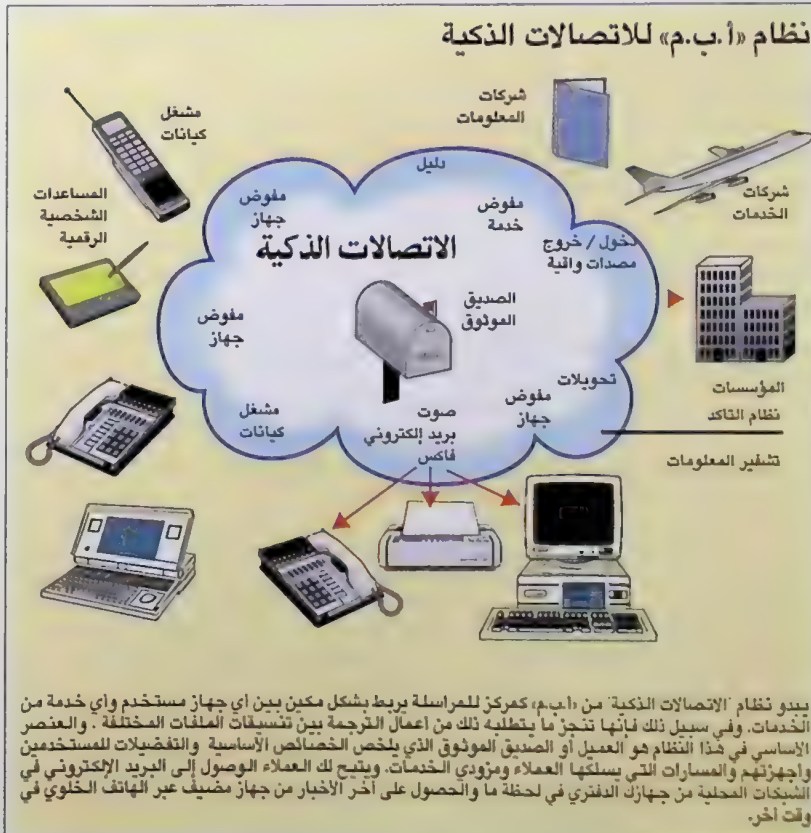 نظام «أ.ب.م» للاتصالات الذكية
شركات
المعلومات
مشغل
كيانات
شركات
الخدمات
المساعدات
الشخصية
الرقمية
دليل
مفوض
جهاز
مفوض
خدمة
الاتصالات الذكية
دخول / خروج
مصدات واقية
الصديق
الموثوق
مفوض
جهاز
تحويلات
مفوض
جهاز
المؤسسات
نظام التاكد
تشفير المعلومات
مشغل
كيانات
صوت
بريد إلكتروني
فاكس
يبدو نظام "الاتصالات الذكية" من «أ.ب.م» كمركز للمراسلة يربط بشكل مكين بين أي جهاز مستخدم وأي خدمة من
الخدمات. وفي سبيل ذلك فإنها تنجز ما يتطلبه ذلك من أعمال الترجمة بين تنسيقات الملفات المختلفة . والعنصر
الأساسي في هذا النظام هو العميل أو الصديق الموثوق الذي يلخص الخصائص الأساسية والتفضيلات للمستخدمين
وأجهزتهم والمسارات التي يسلكها العملاء ومزودي الخدمات. ويتيح لك العملاء الوصول إلى البريد الإلكتروني في
الشبكات المحلية من جهازك الدفتري في لحظة ما والحصول على آخر الأخبار من جهاز مضيف عبر الهاتف الخلوي في
وقت آخر.